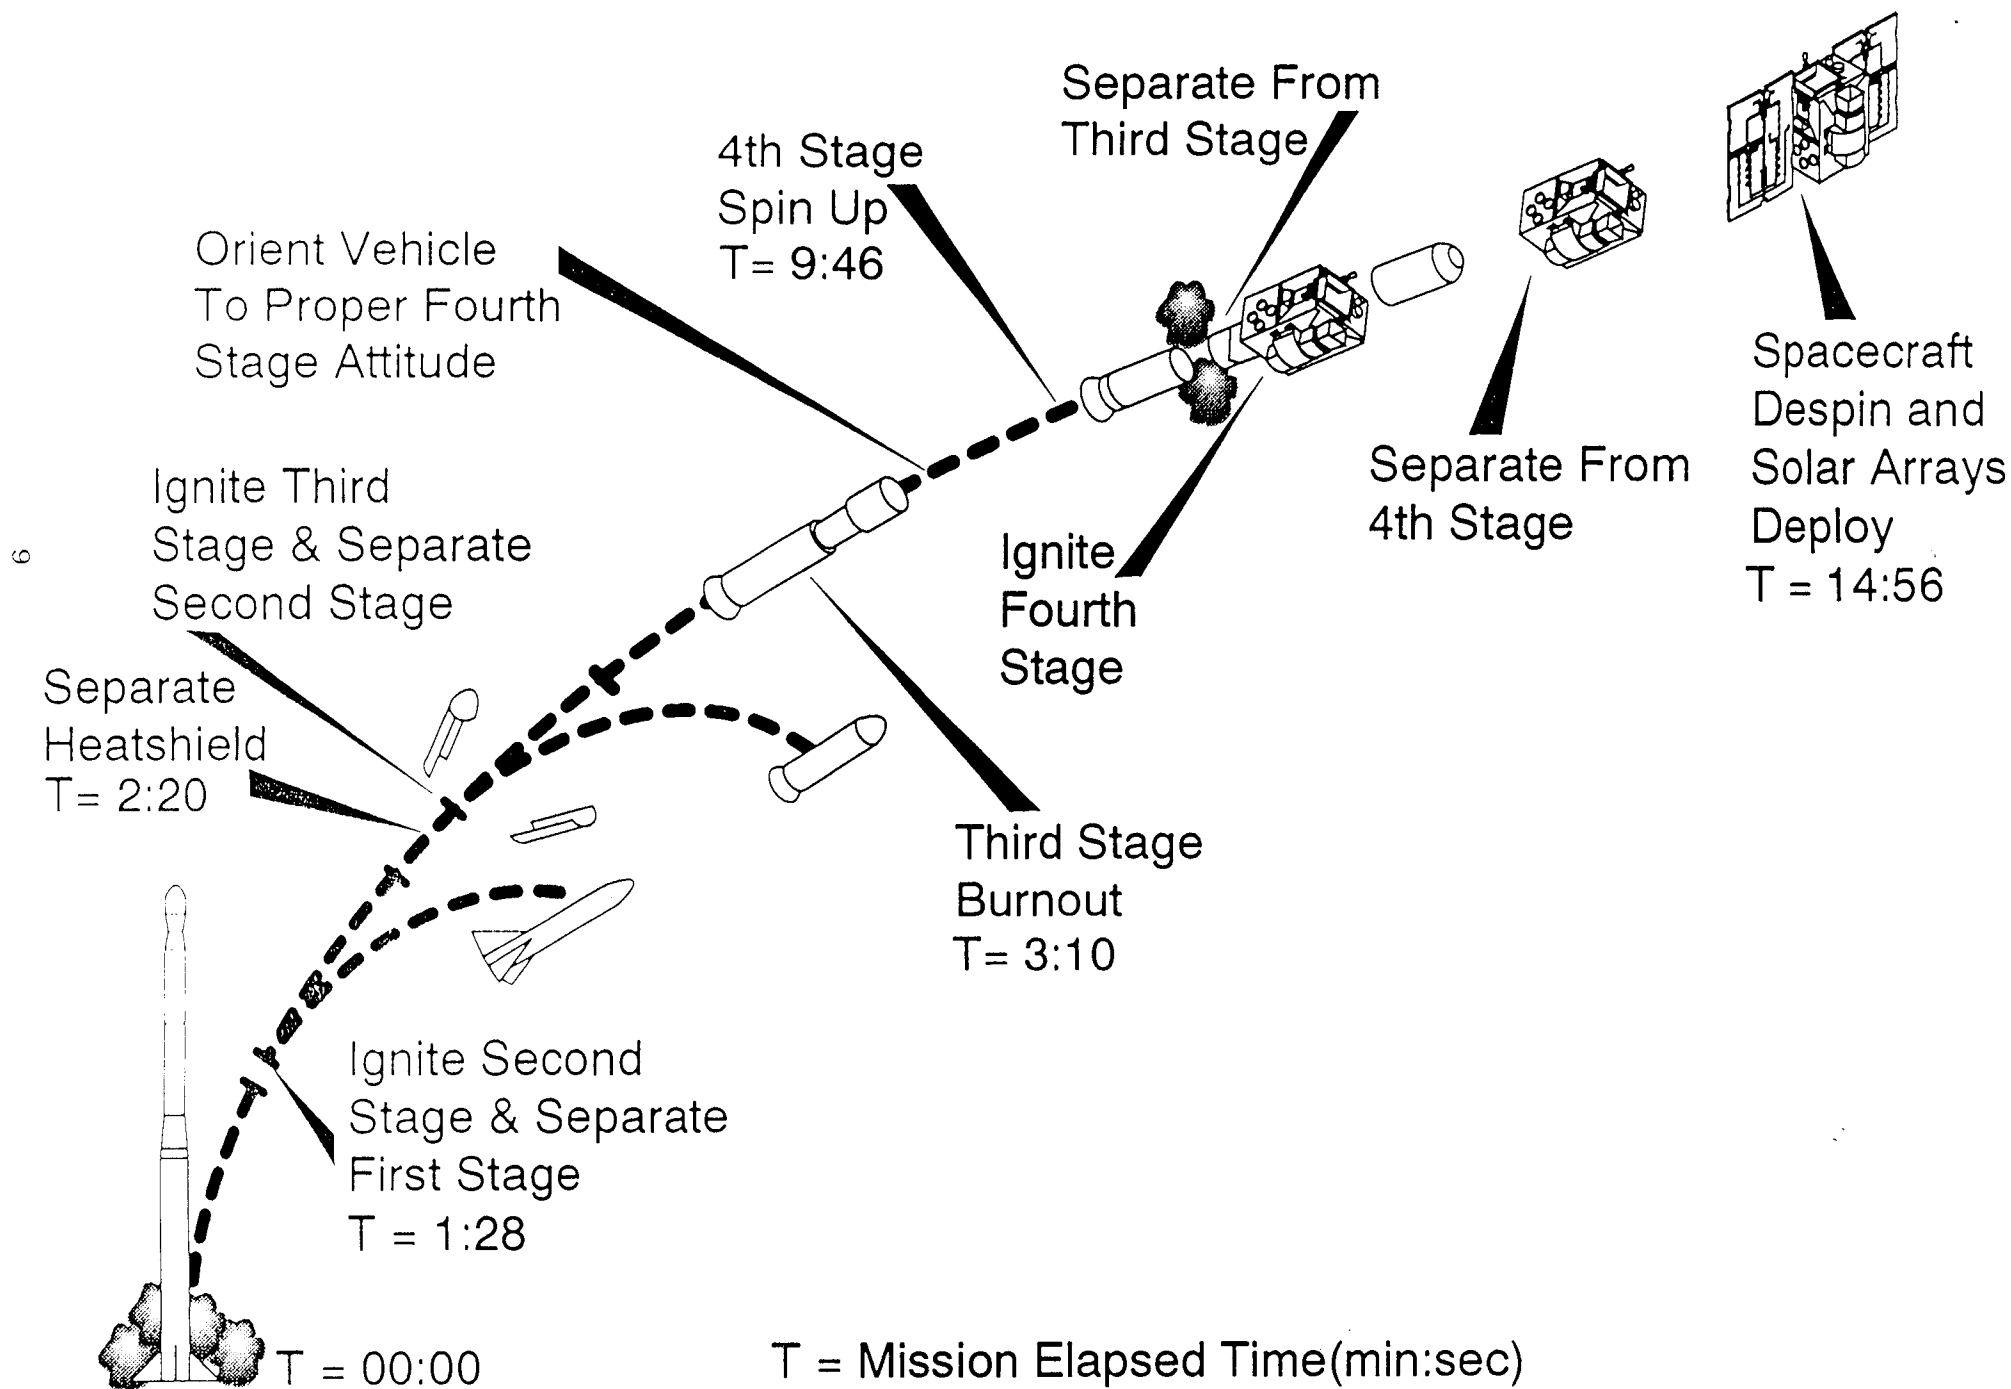 Separate From
Third Stage
4th Stage
Spin Up
T= 9:46
Orient Vehicle
To Proper Fourth
Stage Attitude
Spacecraft
Despin and
Solar Arrays
Deploy
T = 14:56
Separate From
4th Stage
Ignite
Fourth
Stage
Ignite Third
Stage & Separate
Second Stage
9
Separate
Heatshield
T= 2:20
Third Stage
Burnout
T= 3:10
Ignite Second
Stage & Separate
First Stage
T = 1:28
T = 00:00
T = Mission Elapsed Time(min:sec)